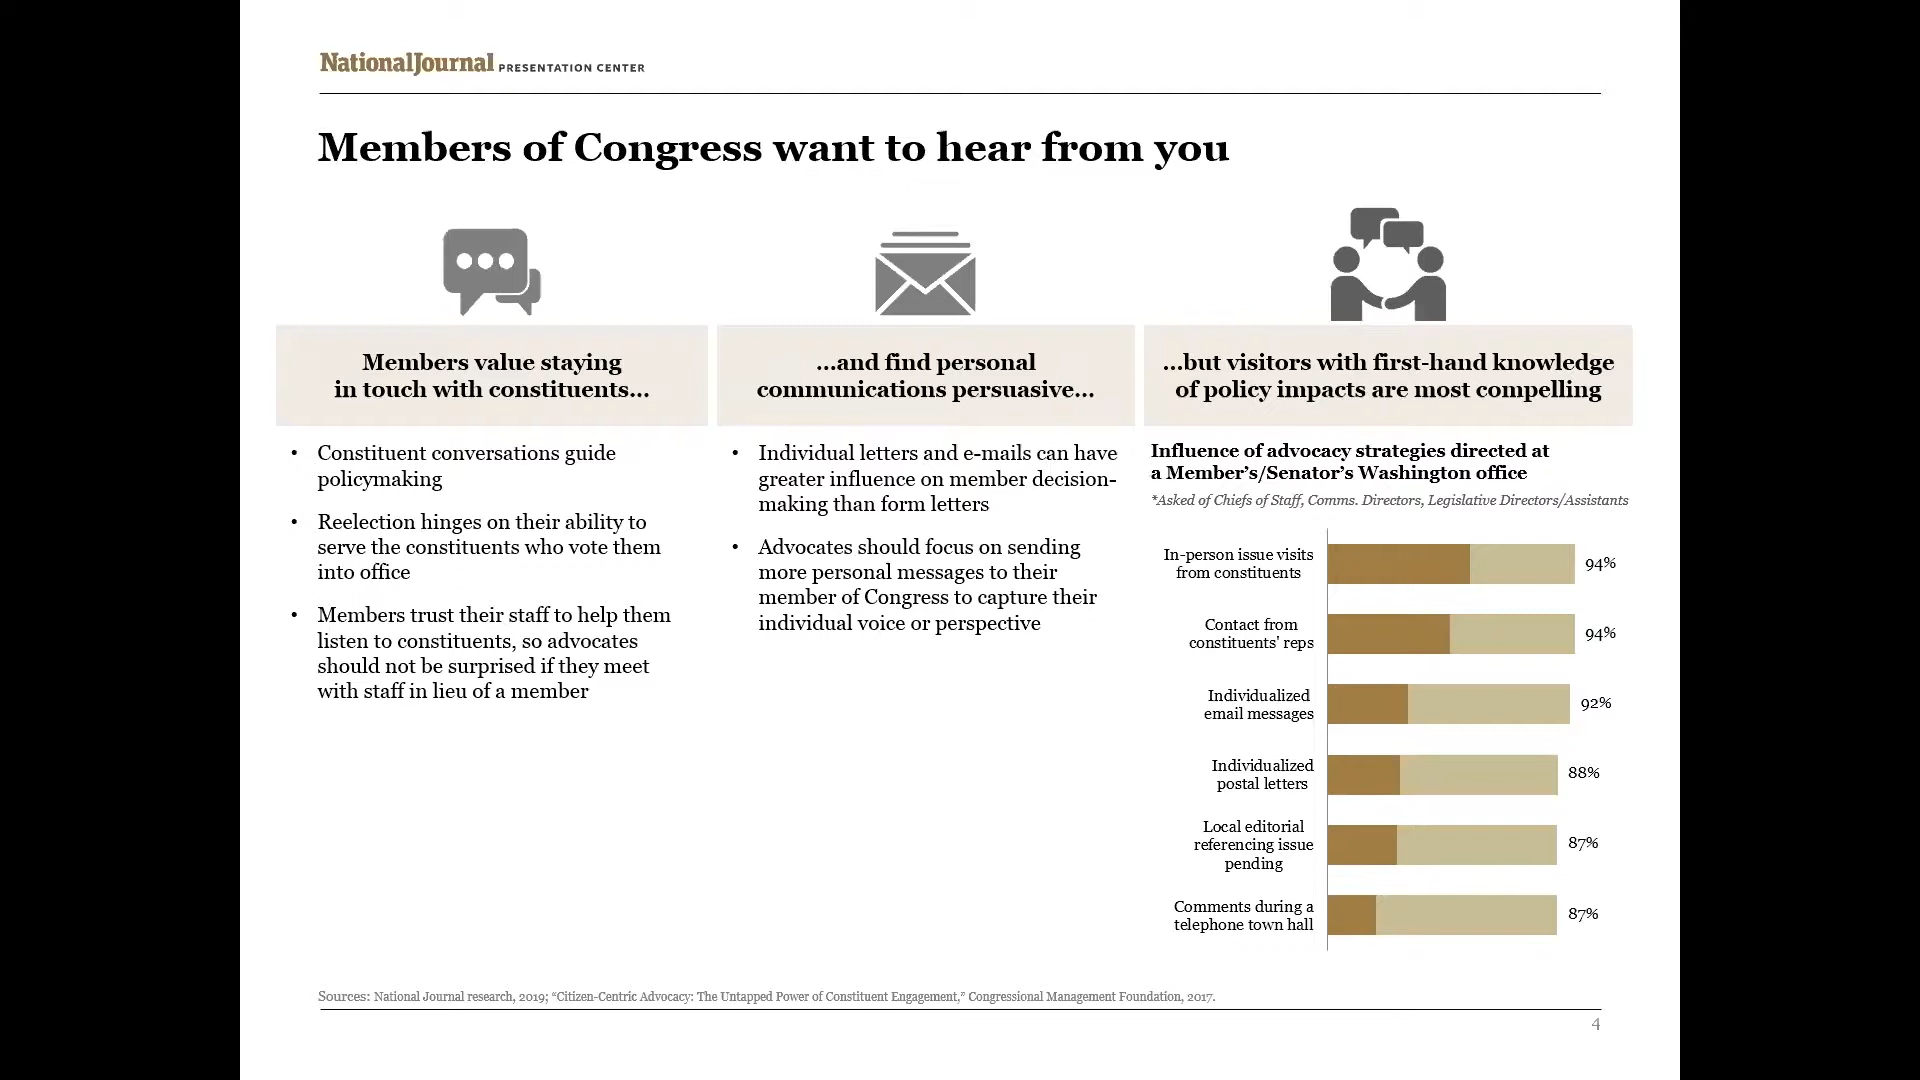 NationalJournal PRESENTATION CENTER
Members of Congress want to hear from you
Members value staying
in touch with constituents...
• Constituent conversations guide
policymaking
• Reelection hinges on their ability to
serve the constituents who vote them
into office
• Members trust their staff to help them
listen to constituents, so advocates
should not be surprised if they meet
with staff in lieu of a member
...and find personal
communications persuasive...
• Individual letters and e-mails can have
greater influence on member decision-
making than form letters
• Advocates should focus on sending
more personal messages to their
member of Congress to capture their
individual voice or perspective
...but visitors with first-hand knowledge
of policy impacts are most compelling
Influence of advocacy strategies directed at
a Member's/Senator's Washington office
*Asked of Chiefs of Staff, Comms. Directors, Legislative Directors/Assistants
In-person issue visits
from constituents
94%
Contact from
constituents' reps
94%
Individualized
email messages
92%
Individualized
postal letters
88%
Local editorial
referencing issue
pending
87%
Comments during a
telephone town hall
87%
Sources: National Journal research, 2019; “Citizen-Centric Advocacy: The Untapped Power of Constituent Engagement,” Congressional Management Foundation, 2017.
4